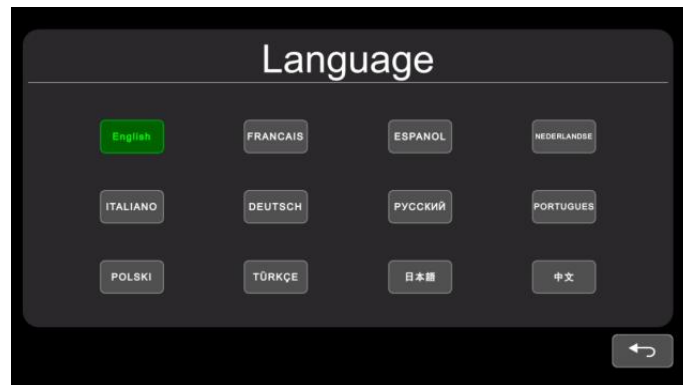 Language
English FRANCAIS ESPANOL NEDERLANDSE
ITALIANO DEUTSCH РУССКИЙ PORTUGUES
POLSKI TÜRKÇE 日本語 中文